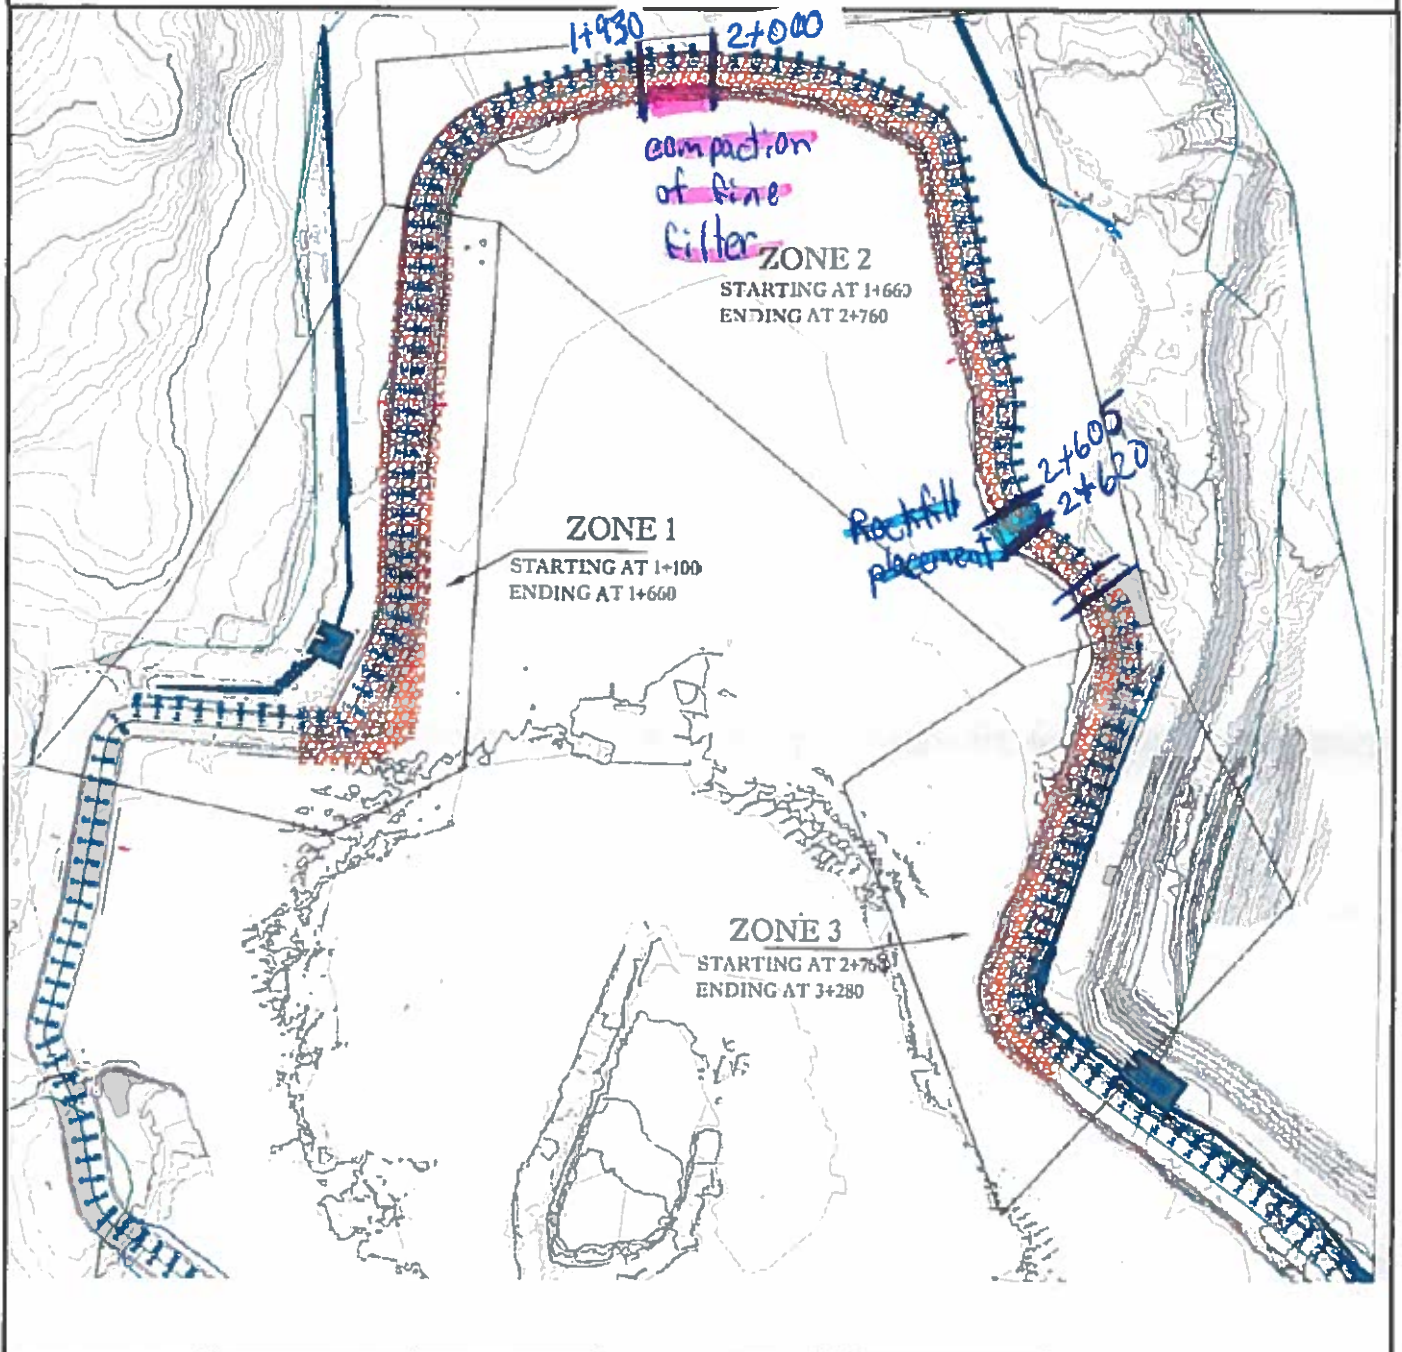 1+930 2+000
compaction
of fine
filter
ZONE 2
STARTING AT 1+660
ENDING AT 2+760
2+605
2+620
Rockfill
placement
ZONE 1
STARTING AT 1+100
ENDING AT 1+660
ZONE 3
STARTING AT 2+760
ENDING AT 3+280